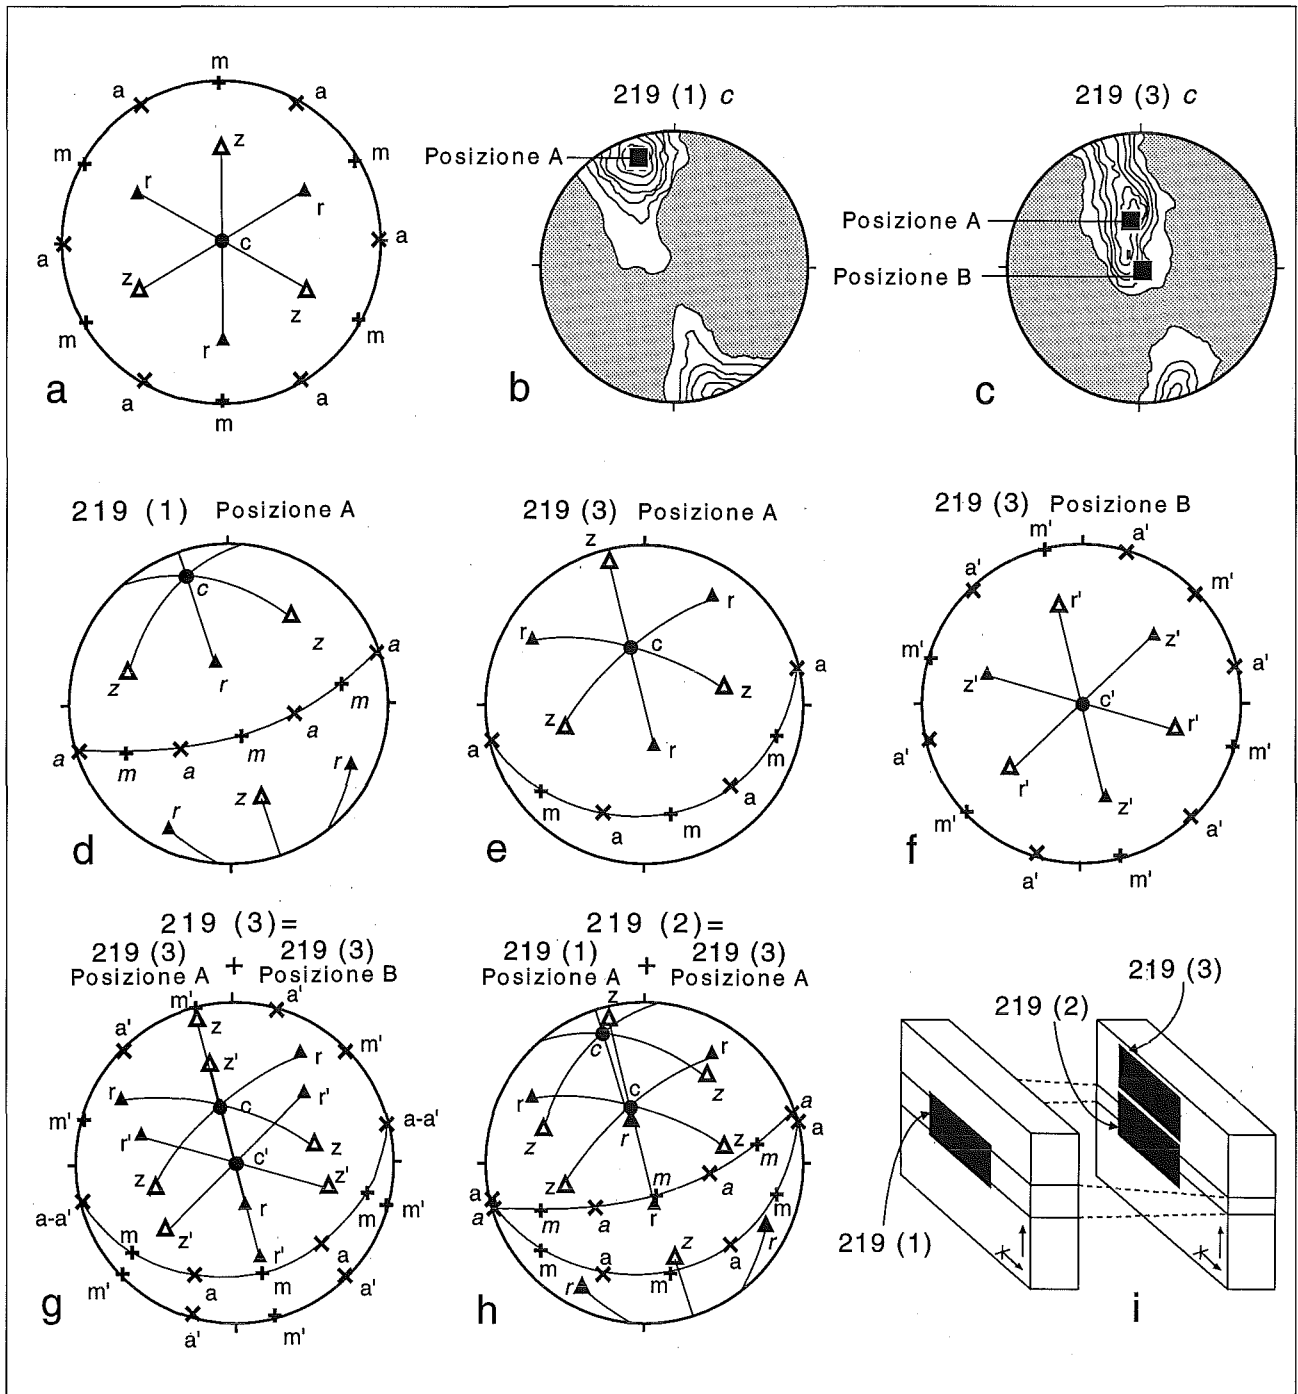 m
a
a
m
m
z
r
r
c
a
a
z
z
m
m
r
a
a
m
a
219 (1) c
Posizione A
b
219 (3) c
Posizione A
Posizione B
c
219 (1) Posizione A
c
z
z
r
a
m
a
m
a
m
a
r
z
r
d
219 (3) Posizione A
z
r
r
c
a
z
z
r
a
m
a
m
a
m
e
219 (3) Posizione B
m'
a'
a'
m'
r'
z'
m'
z'
a'
c'
r'
a'
m'
r'
z'
m'
a'
a'
m'
f
219 (3)=
219 (3) + 219 (3)
Posizione A Posizione B
m'
a'
z
a'
m'
r
z'
r
r'
m'
c
a-a'
r'
z
c'
z
z'
r
a-a'
m
m'
z'
m
r'
a
m'
a
a'
m
a'
m'
g
219 (2)=
219 (1) + 219 (3)
Posizione A Posizione A
z
c
r
z
r
c
a
a
z
r
z
m
z
m
a
a
a
m
a
r
m
r
m
a
z
a
m
r
h
219 (3)
219 (2)
219 (1)
X
X
i